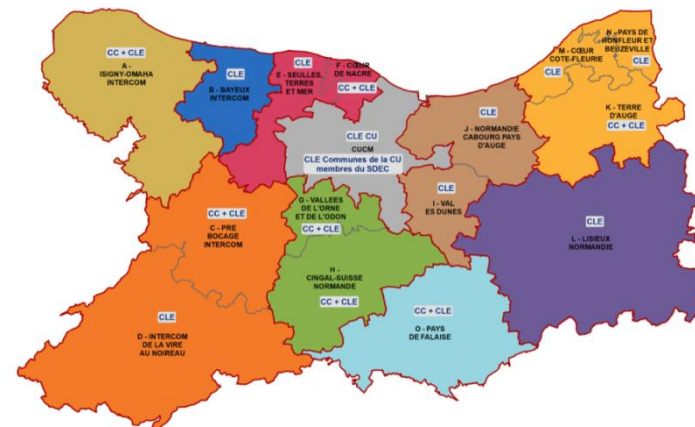 CC + CLE
A -
ISIGNY-OMAHA
INTERCOM
CLE
B - BAYEUX
INTERCOM
CLE
E - SEULLES,
TERRES
ET MER
F - CŒUR
DE NACRE
CC + CLE
CLE CU
CUCM
CLE Communes de la CU
membres du SDEC
CLE
J - NORMANDIE
CABOURG PAYS
D'AUGE
M - CŒUR
COTE-FLEURIE
CLE
N - PAYS DE
HONFLEUR ET
BEUZEVILLE
CLE
K - TERRE
D'AUGE
CC + CLE
CC + CLE
C - PRE
BOCAGE
INTERCOM
G - VALLEES
DE L'ORNE
ET DE L'ODON
CC + CLE
CLE
I - VAL
ES DUNES
CLE
L - LISIEUX
NORMANDIE
H -
CINGAL-SUISSE
NORMANDE
CC + CLE
CLE
D - INTERCOM
DE LA VIRE
AU NOIREAU
CC + CLE
O - PAYS
DE FALAISE